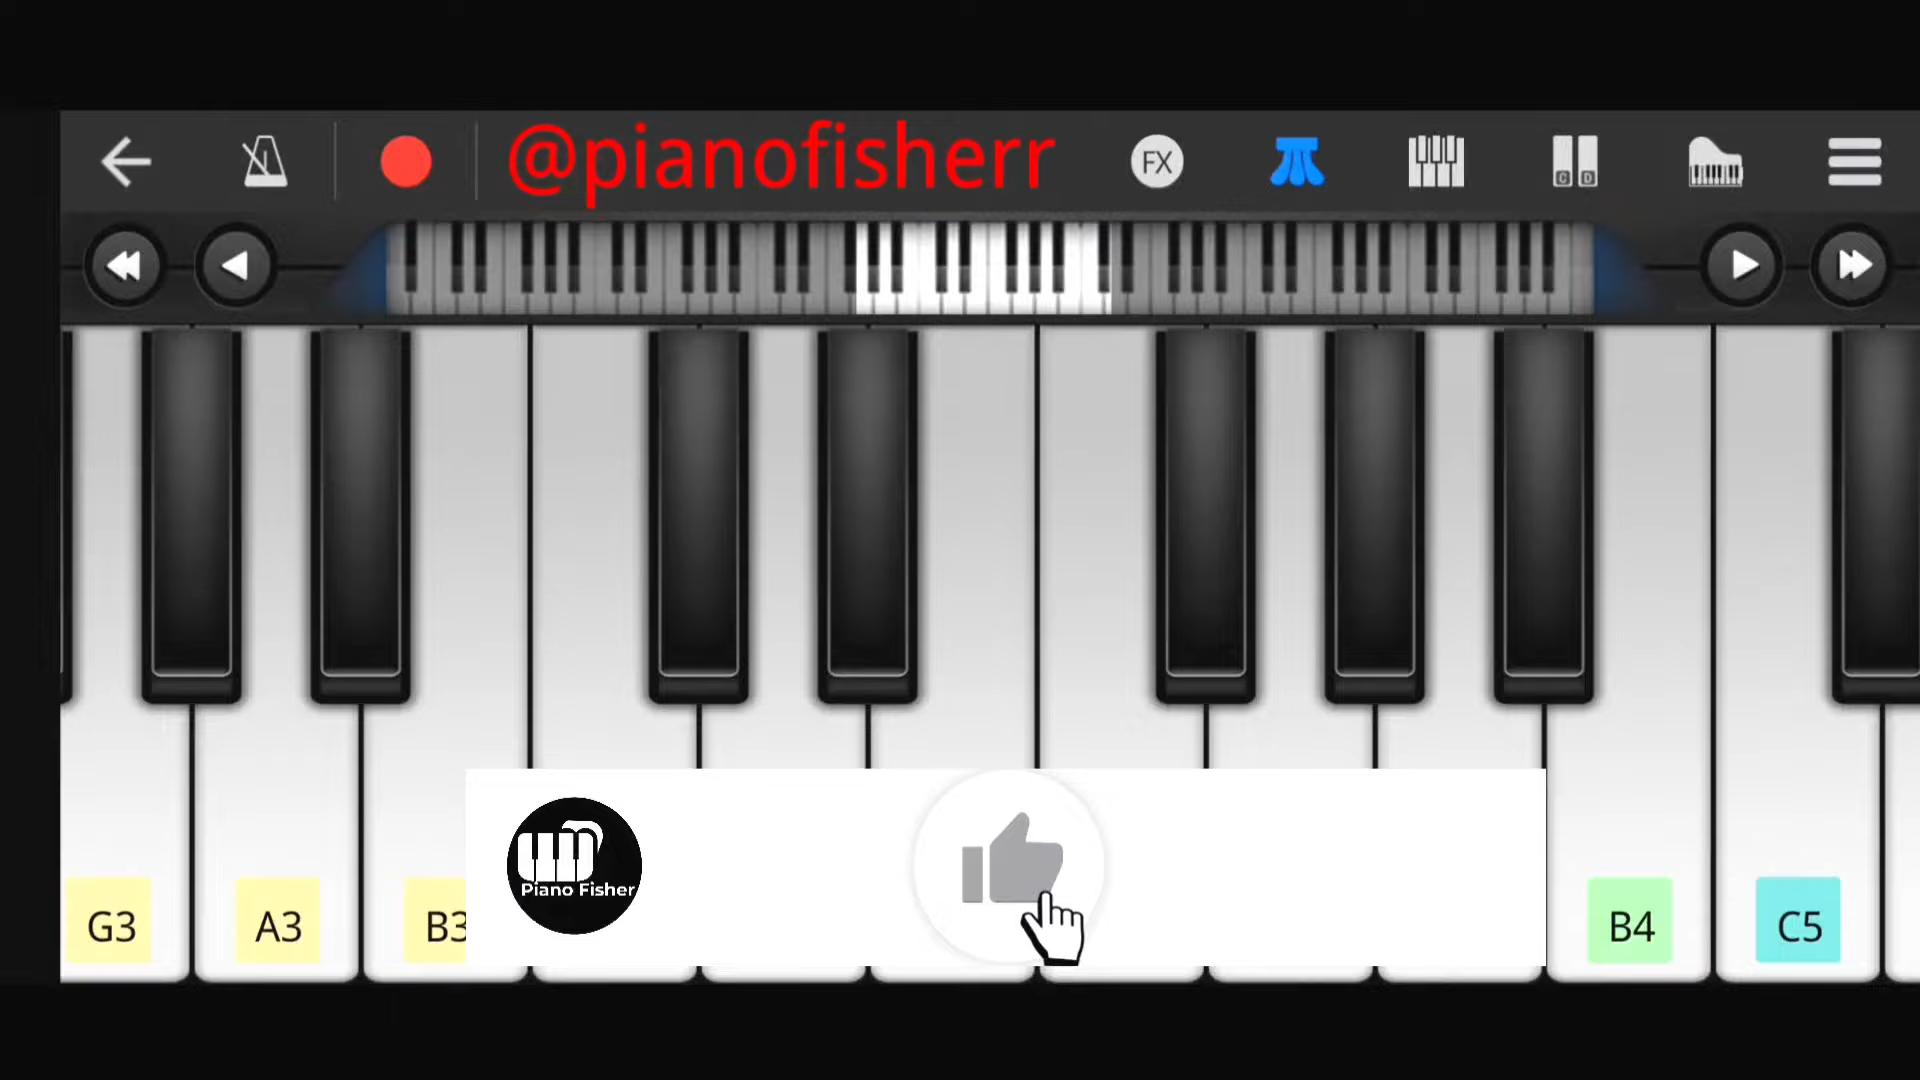 @pianofisherr
FX
C D
Piano Fisher
G3 A3 B3 B4 C5